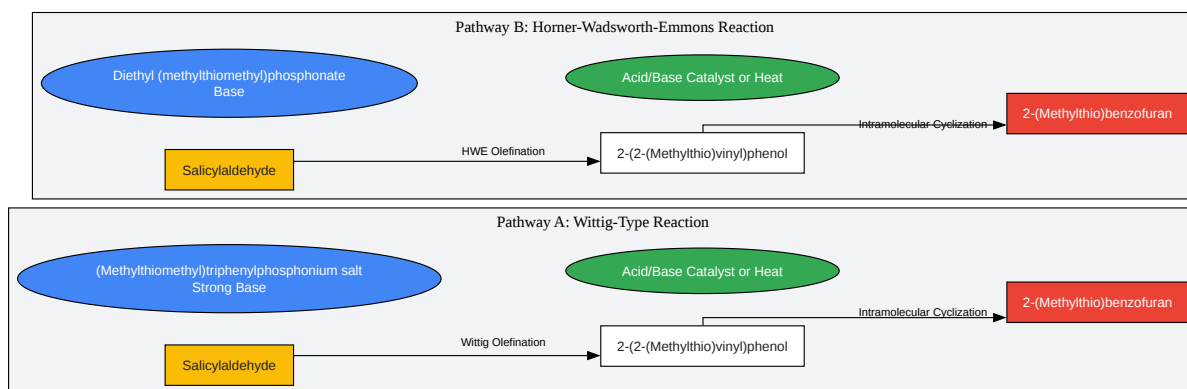 Pathway B: Horner-Wadsworth-Emmons Reaction
Diethyl (methylthiomethyl)phosphonate
Base
Acid/Base Catalyst or Heat
2-(Methylthio)benzofuran
Intramolecular Cyclization
HWE Olefination
2-(2-(Methylthio)vinyl)phenol
Salicylaldehyde
Pathway A: Wittig-Type Reaction
(Methylthiomethyl)triphenylphosphonium salt
Strong Base
Acid/Base Catalyst or Heat
2-(Methylthio)benzofuran
Intramolecular Cyclization
Wittig Olefination
2-(2-(Methylthio)vinyl)phenol
Salicylaldehyde